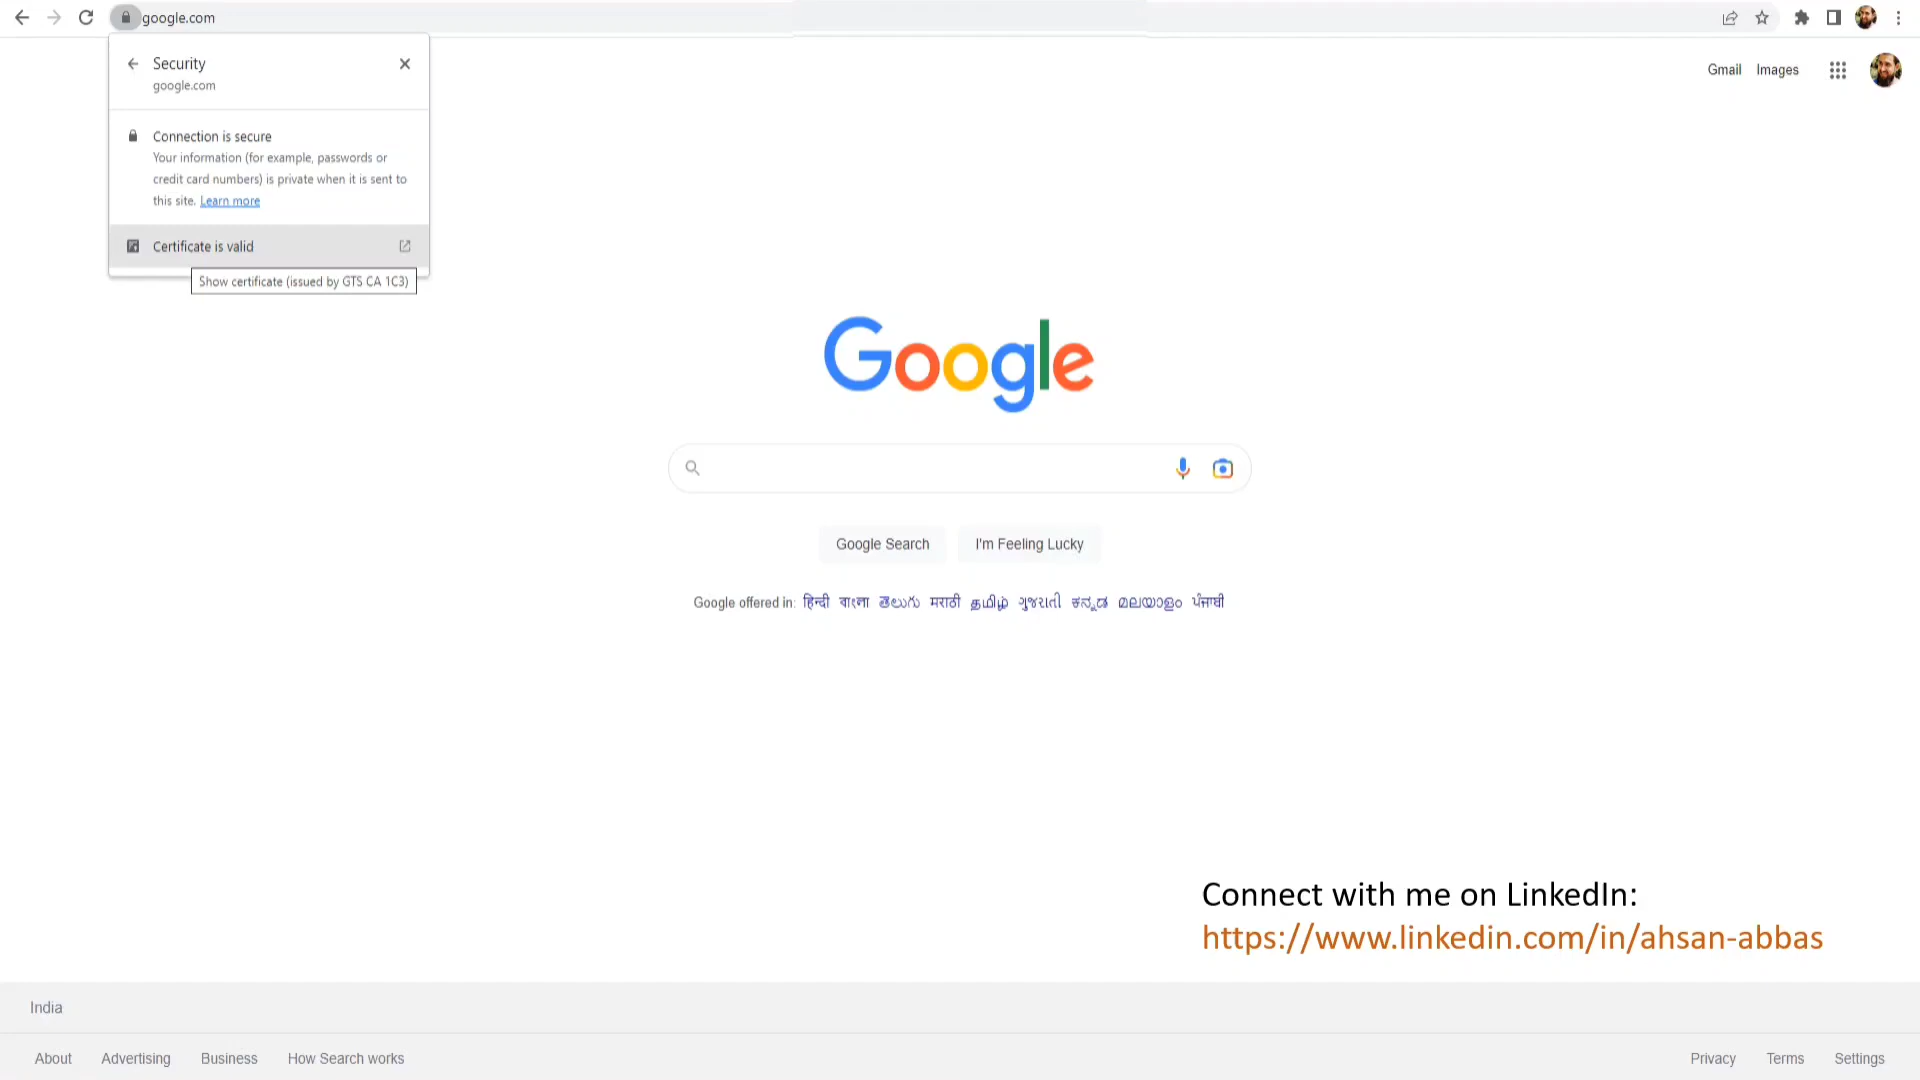 google.com
Security
google.com
Connection is secure
Your information (for example, passwords or
credit card numbers) is private when it is sent to
this site. Learn more
Certificate is valid
Show certificate (issued by GTS CA 1C3)
Gmail Images
Google
Google Search I'm Feeling Lucky
Google offered in: हिन्दी বাংলা తెలుగు मराठी தமிழ் ગુજરાતી ಕನ್ನಡ മലയാളം ਪੰਜਾਬੀ
Connect with me on LinkedIn:
https://www.linkedin.com/in/ahsan-abbas
India
About Advertising Business How Search works Privacy Terms Settings